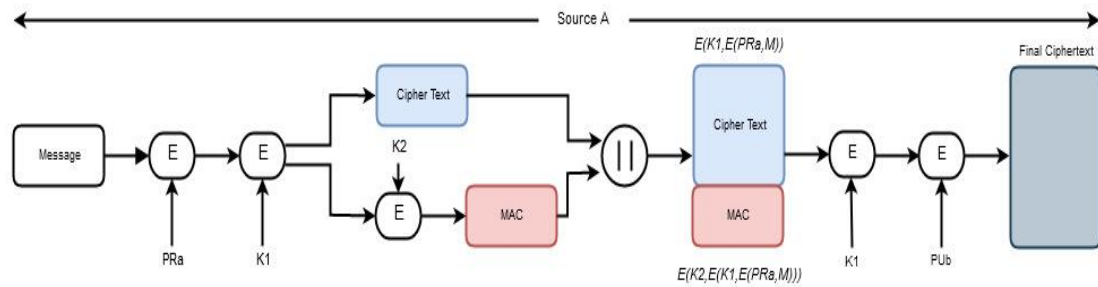 Source A
E(K1,E(PRa,M))
Final Ciphertext
Cipher Text
Message
E
E
K2
E
MAC
||
Cipher Text
MAC
E
E
PRa
K1
K1
PUb
E(K2,E(K1,E(PRa,M)))